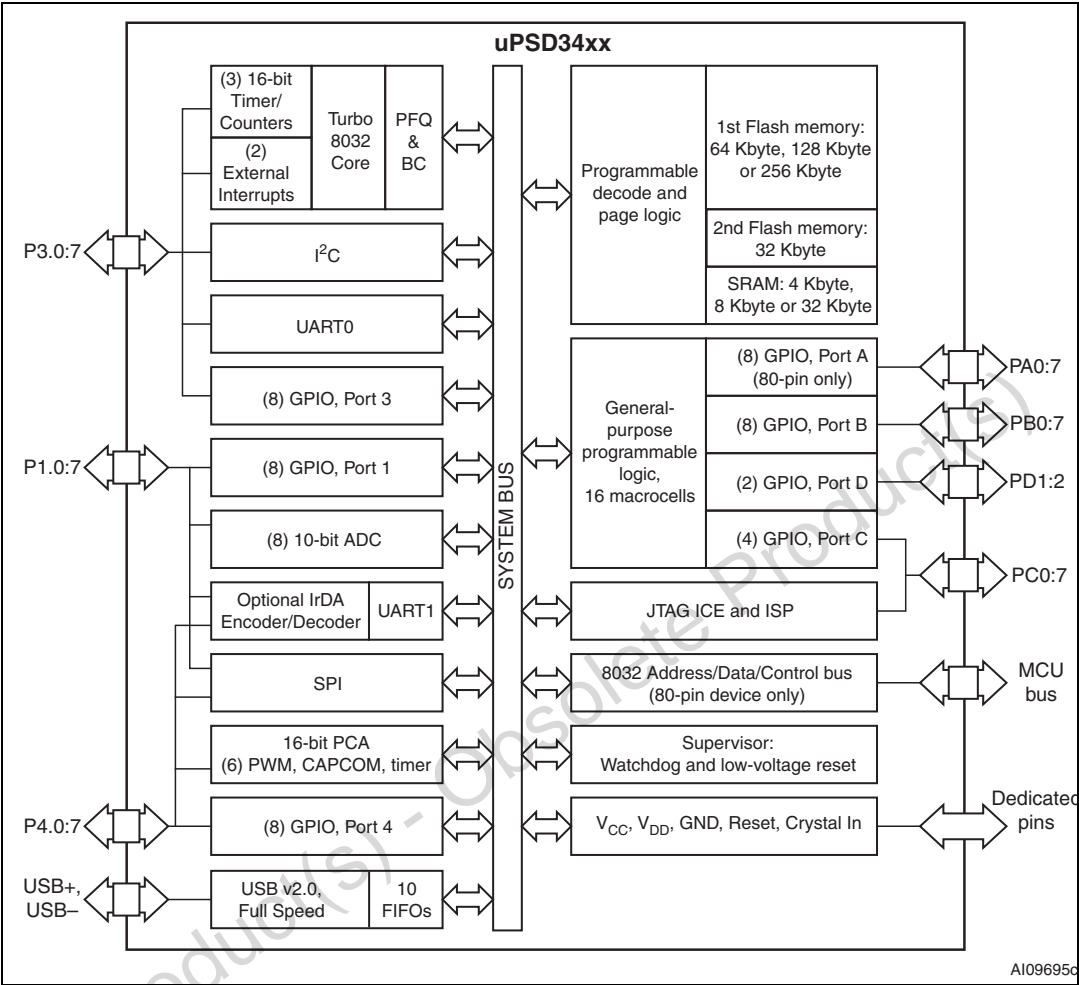 uPSD34xx
(3) 16-bit
Timer/
Counters
(2)
External
Interrupts
Turbo
8032
Core
PFQ
&
BC
P3.0:7
I2C
UART0
(8) GPIO, Port 3
P1.0:7
(8) GPIO, Port 1
(8) 10-bit ADC
Optional IrDA
Encoder/Decoder
UART1
SPI
16-bit PCA
(6) PWM, CAPCOM, timer
P4.0:7
(8) GPIO, Port 4
USB+,
USB–
USB v2.0,
Full Speed
10
FIFOs
SYSTEM BUS
Programmable
decode and
page logic
1st Flash memory:
64 Kbyte, 128 Kbyte
or 256 Kbyte
2nd Flash memory:
32 Kbyte
SRAM: 4 Kbyte,
8 Kbyte or 32 Kbyte
General-
purpose
programmable
logic,
16 macrocells
(8) GPIO, Port A
(80-pin only)
PA0:7
(8) GPIO, Port B
PB0:7
(2) GPIO, Port D
PD1:2
(4) GPIO, Port C
PC0:7
JTAG ICE and ISP
8032 Address/Data/Control bus
(80-pin device only)
MCU
bus
Supervisor:
Watchdog and low-voltage reset
VCC, VDD, GND, Reset, Crystal In
Dedicated
pins
AI09695c
Product(s) - Obsolete Product(s)